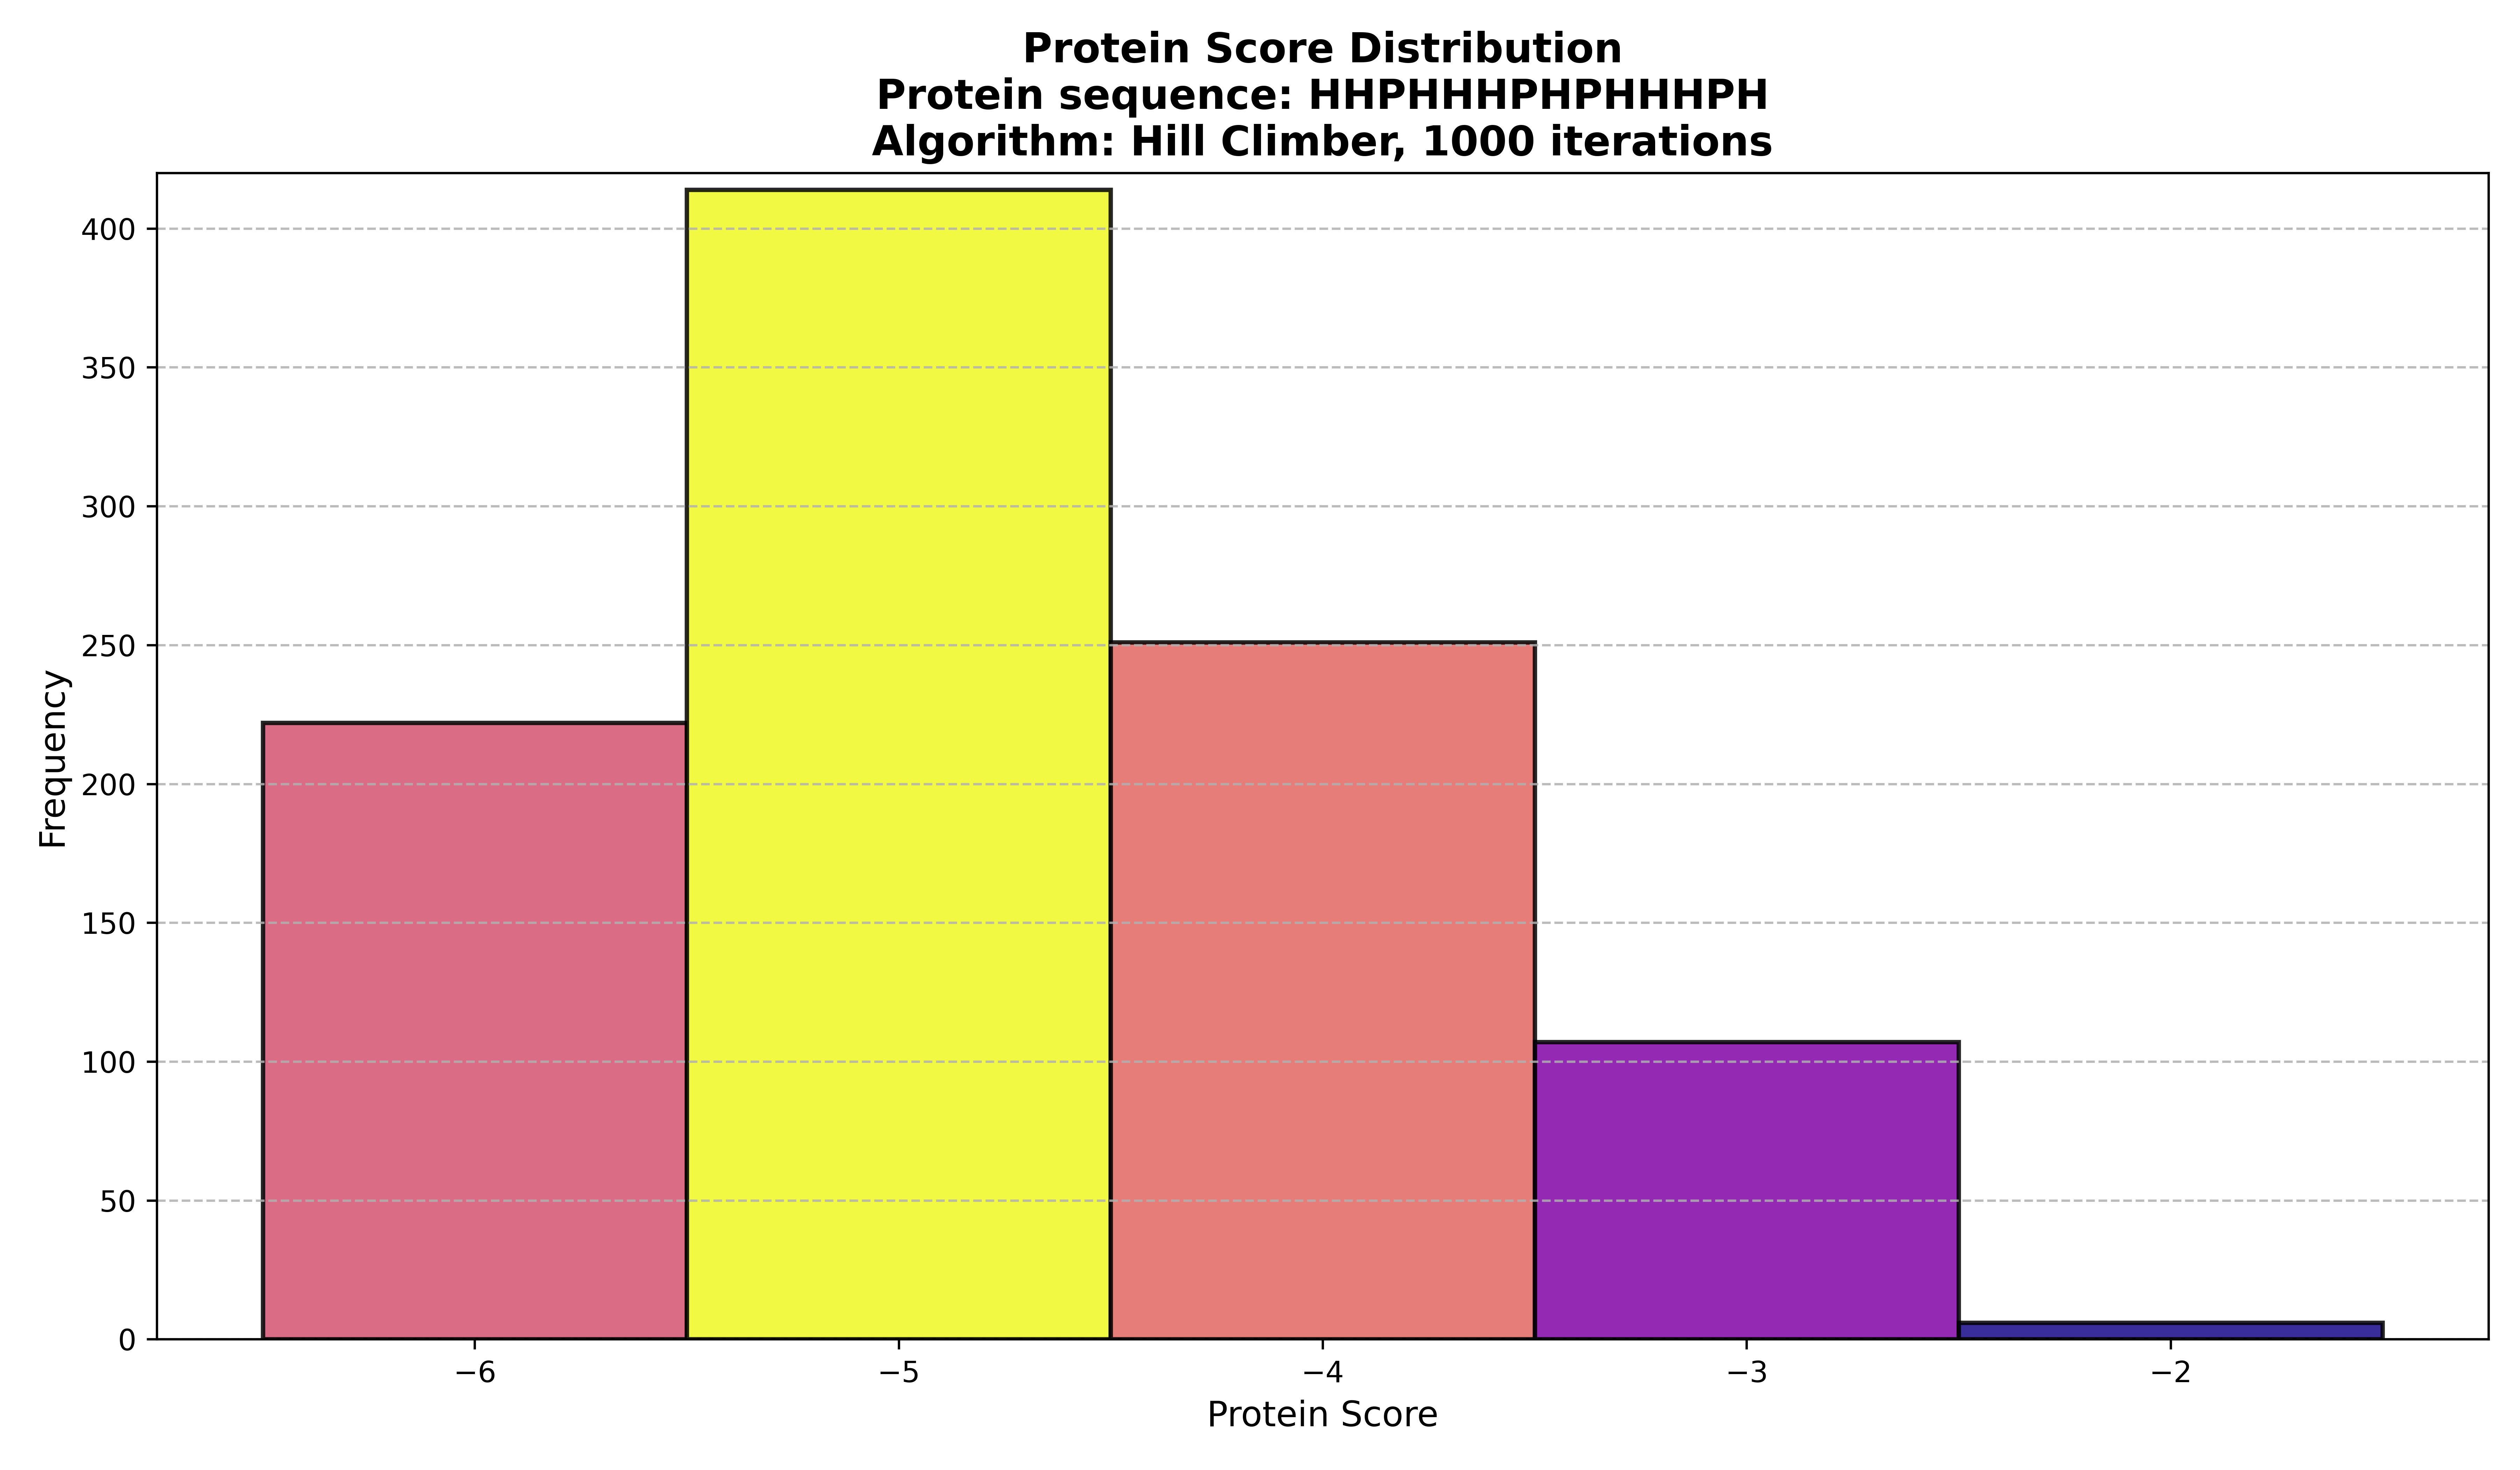 Protein Score Distribution
Protein sequence: HHPHHHHPHPHHHHPH
Algorithm: Hill Climber, 1000 iterations
400
350
300
250
200
150
100
50
0
Frequency
−6
−5
−4
−3
−2
Protein Score